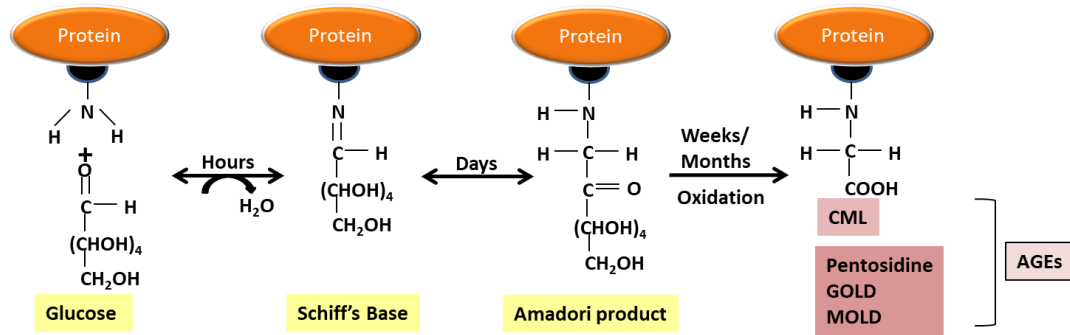 Protein
N
H H
+
O
C H
(CHOH)4
CH2OH
Glucose
Hours
H2O
Protein
N
C H
(CHOH)4
CH2OH
Schiff's Base
Days
Protein
H N
H C H
C O
(CHOH)4
CH2OH
Amadori product
Weeks/
Months
Oxidation
Protein
H N
H C H
COOH
CML
Pentosidine
GOLD
MOLD
AGEs